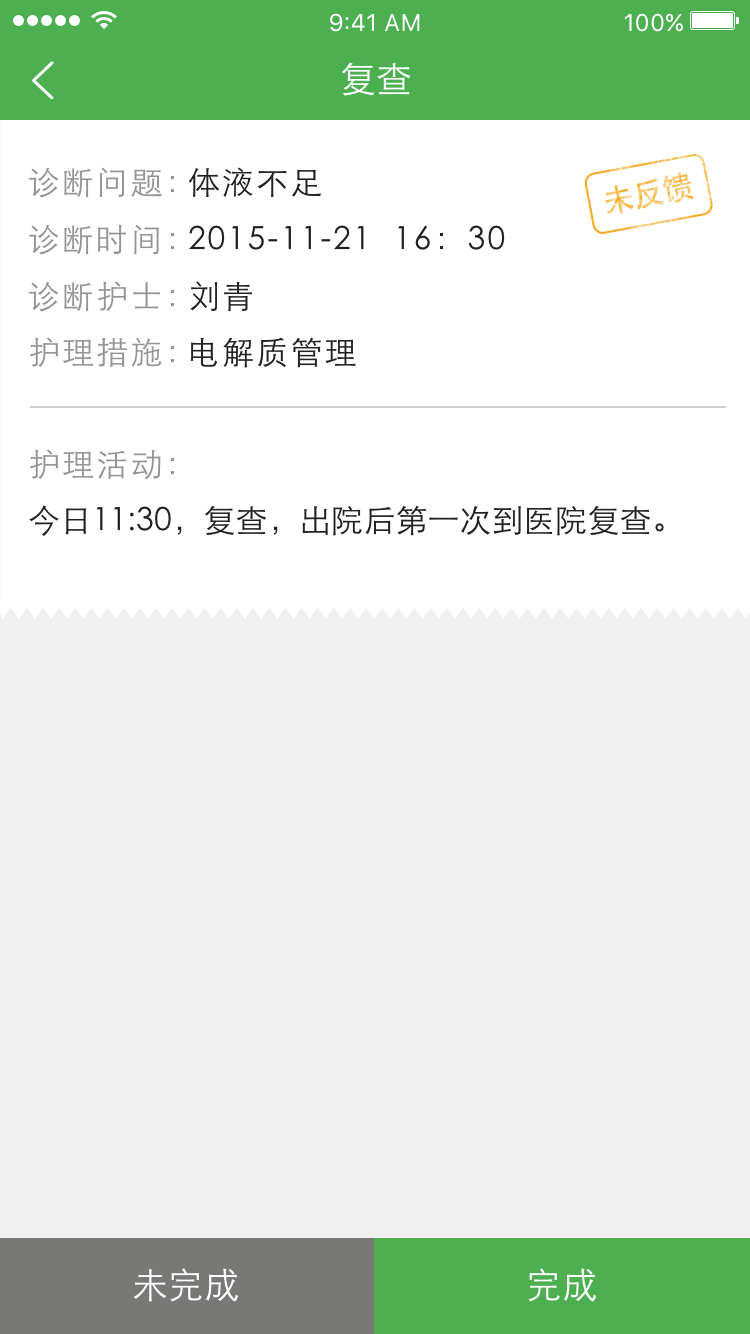 9:41 AM
100%
复查
诊断问题: 体液不足
未反馈
诊断时间: 2015-11-21 16：30
诊断护士: 刘青
护理措施: 电解质管理
护理活动:
今日11:30，复查，出院后第一次到医院复查。
未完成
完成